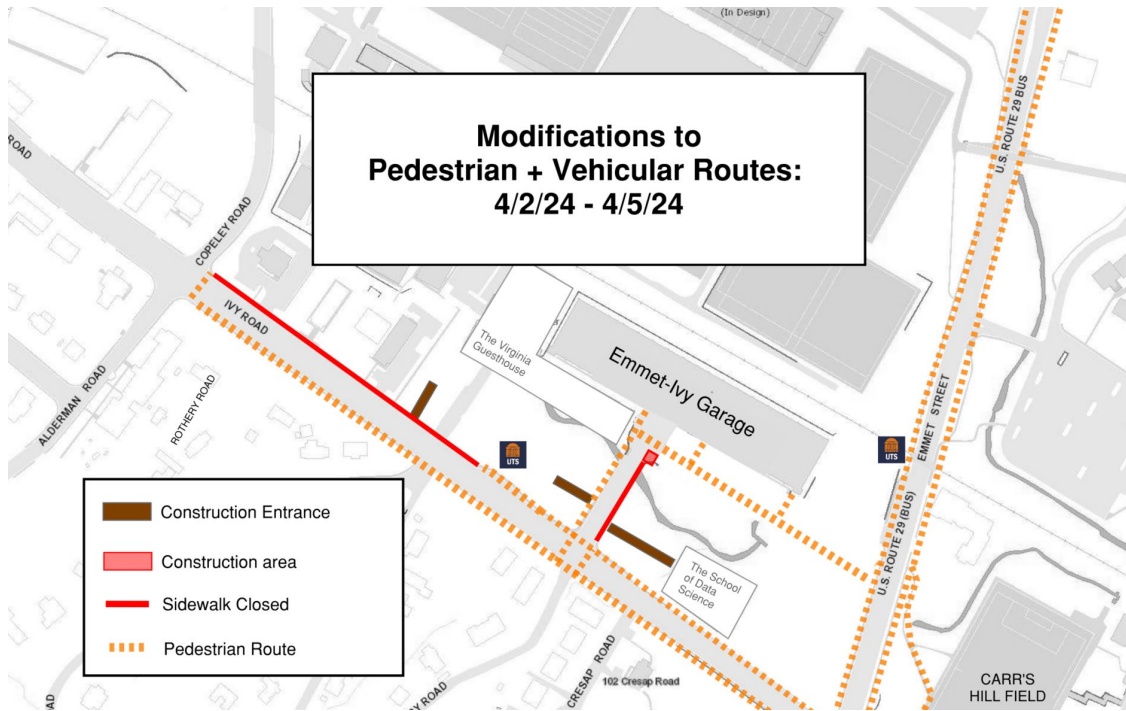 (In Design)
Modifications to
Pedestrian + Vehicular Routes:
4/2/24 - 4/5/24
U.S. ROUTE 29 BUS
ROAD
COPELEY ROAD
IVY ROAD
The Virginia
Guesthouse
Emmet-Ivy Garage
ALDERMAN ROAD
ROTHERY ROAD
EMMET STREET
UTS
UTS
U.S. ROUTE 29 (BUS)
Construction Entrance
Construction area
Sidewalk Closed
Pedestrian Route
The School
of Data
Science
CRESAP ROAD
102 Cresap Road
CARR'S
HILL FIELD
RY ROAD
AD